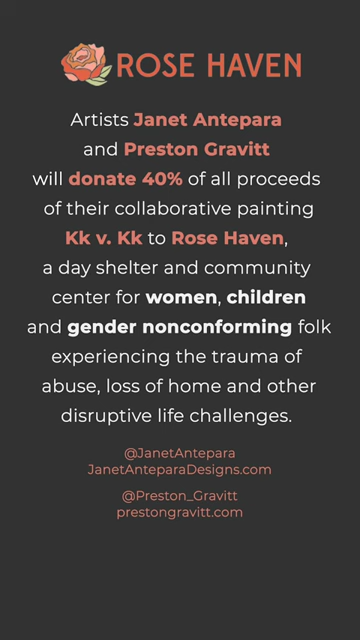 ROSE HAVEN
Artists Janet Antepara
and Preston Gravitt
will donate 40% of all proceeds
of their collaborative painting
Kk v. Kk to Rose Haven,
a day shelter and community
center for women, children
and gender nonconforming folk
experiencing the trauma of
abuse, loss of home and other
disruptive life challenges.
@JanetAntepara
JanetAnteparaDesigns.com
@Preston_Gravitt
prestongravitt.com